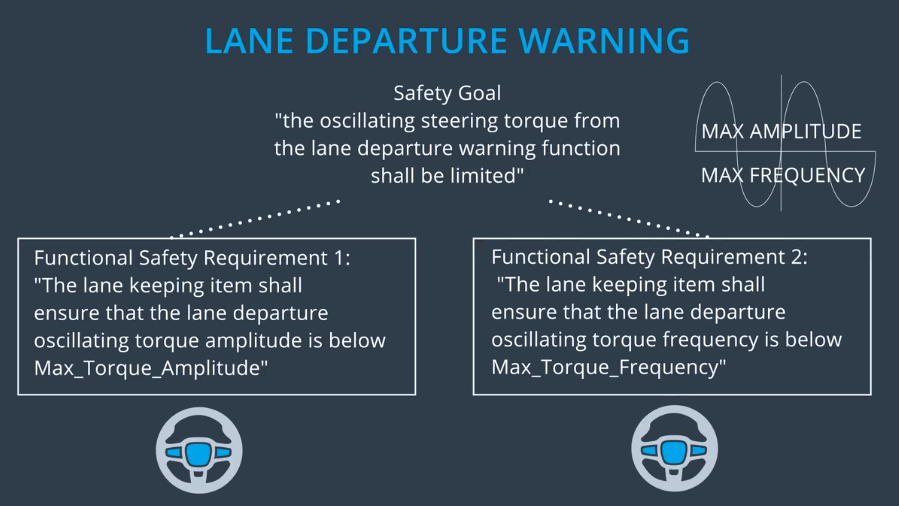 LANE DEPARTURE WARNING
Safety Goal
"the oscillating steering torque from
the lane departure warning function
shall be limited"
MAX AMPLITUDE
MAX FREQUENCY
Functional Safety Requirement 1:
"The lane keeping item shall
ensure that the lane departure
oscillating torque amplitude is below
Max_Torque_Amplitude"
Functional Safety Requirement 2:
"The lane keeping item shall
ensure that the lane departure
oscillating torque frequency is below
Max_Torque_Frequency"